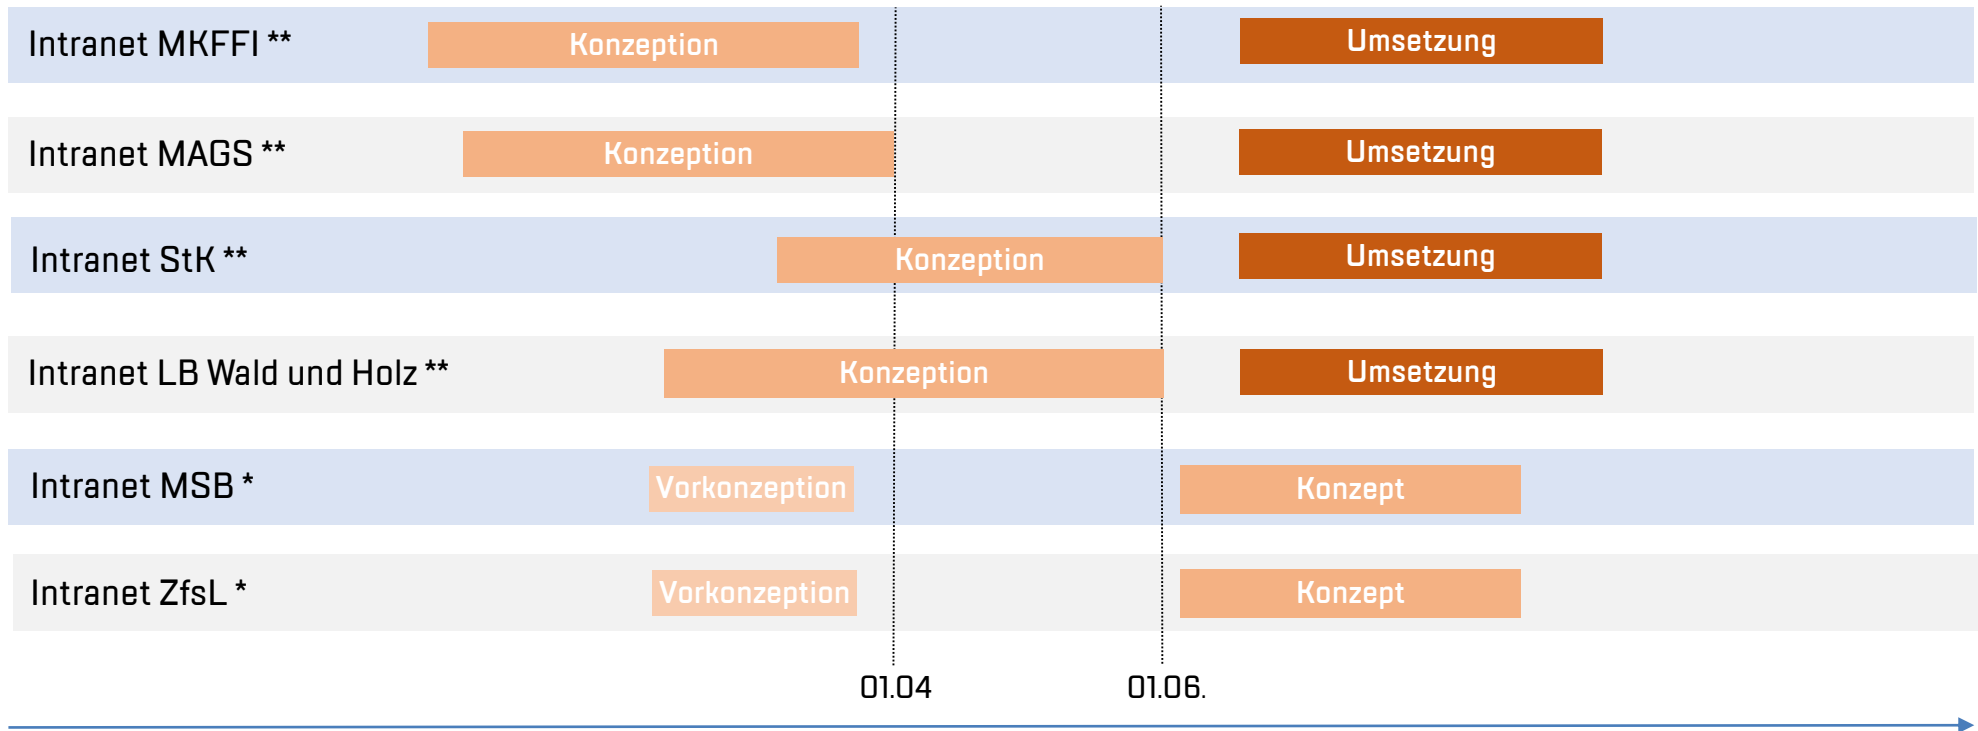 Intranet MKFFI ** Konzeption Umsetzung
Intranet MAGS ** Konzeption Umsetzung
Intranet StK ** Konzeption Umsetzung
Intranet LB Wald und Holz ** Konzeption Umsetzung
Intranet MSB * Vorkonzeption Konzept
Intranet ZfsL * Vorkonzeption Konzept
01.04 01.06.